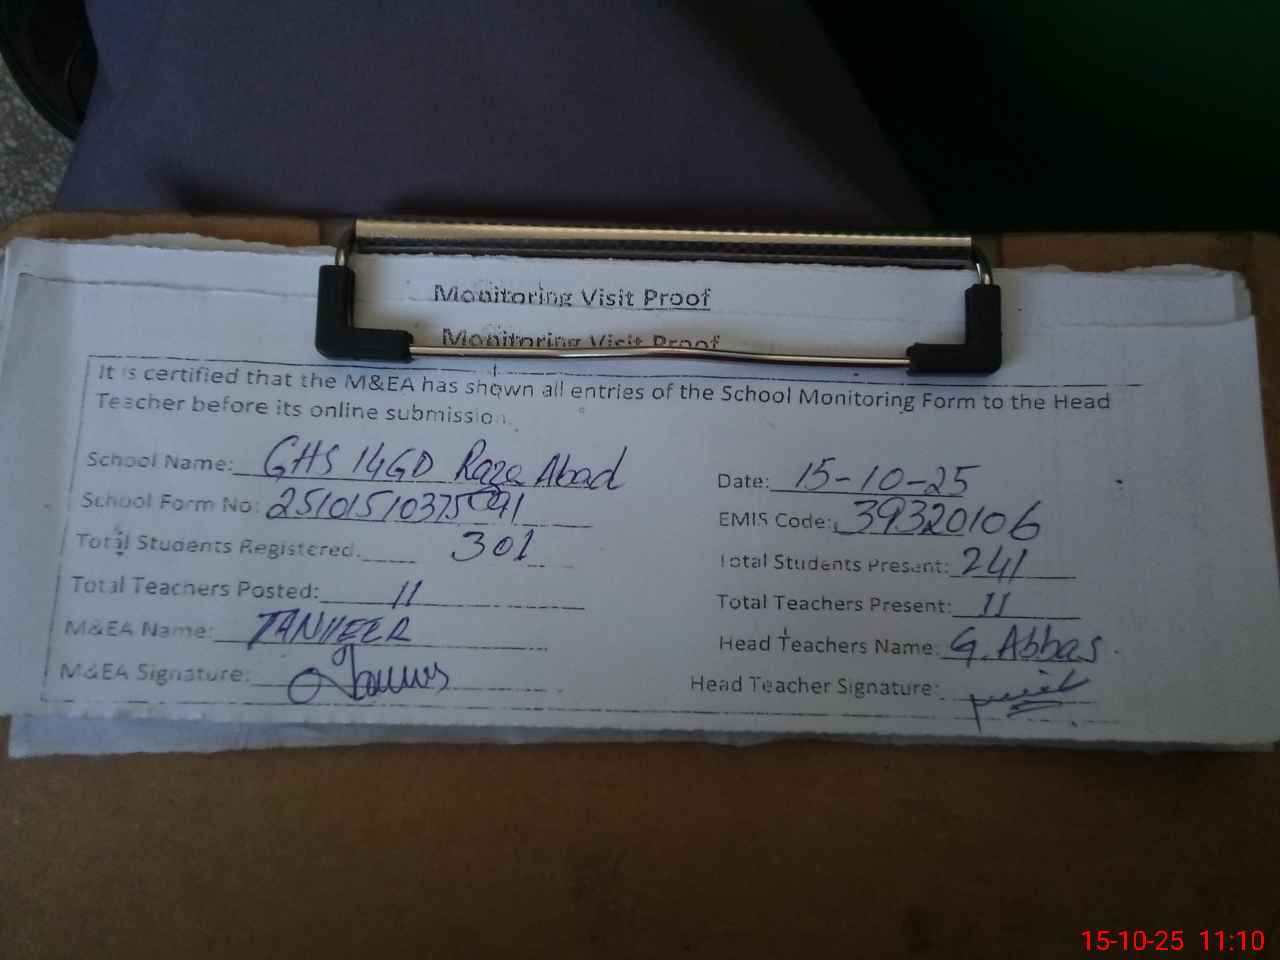 Monitoring Visit Proof
Monitoring Visit Proof
It is certified that the M&EA has shown all entries of the School Monitoring Form to the Head
Teacher before its online submission.
School Name: GHS 14GD Raza Abad Date: 15-10-25
School Form No: EMIS Code: 39320106
Total Students Registered: 301 Total Students Present: 241
Total Teachers Posted: 11 Total Teachers Present: 11
M&EA Name: Head Teachers Name: G. Abbas
M&EA Signature: Head Teacher Signature:
15-10-25 11:10